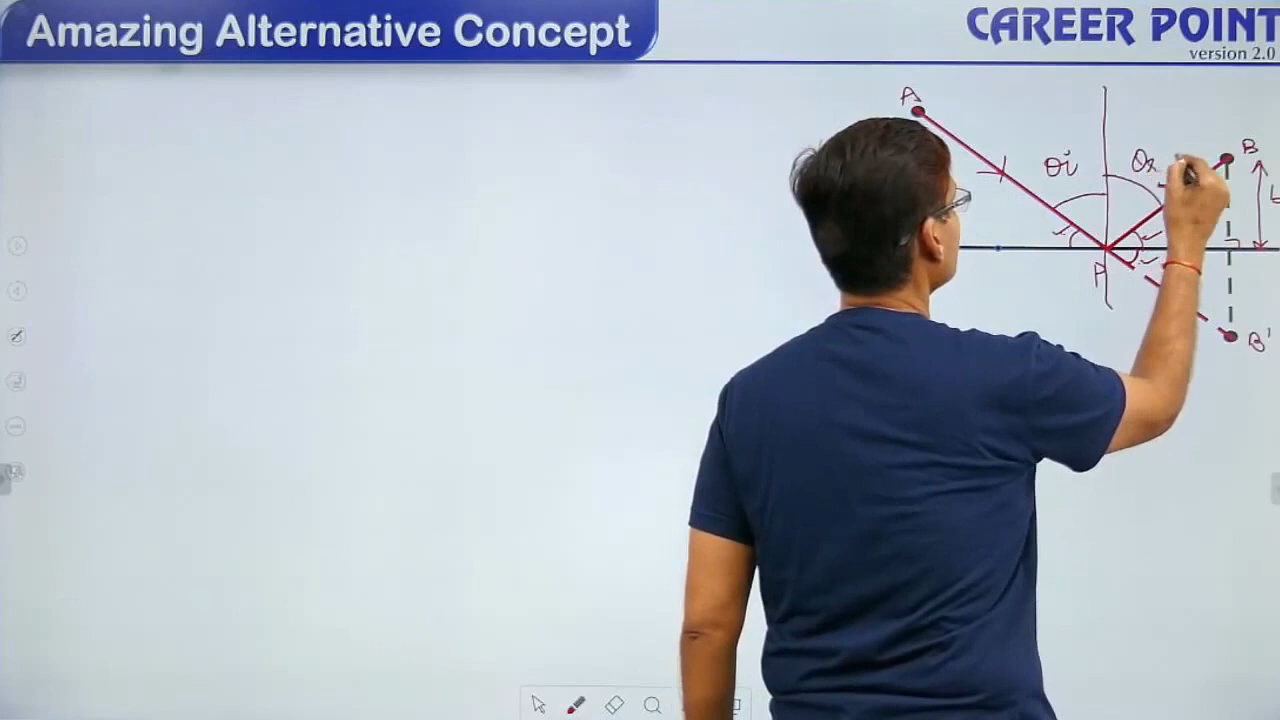 Amazing Alternative Concept
CAREER POINT
version 2.0
A
θi
θr
B
P
B'